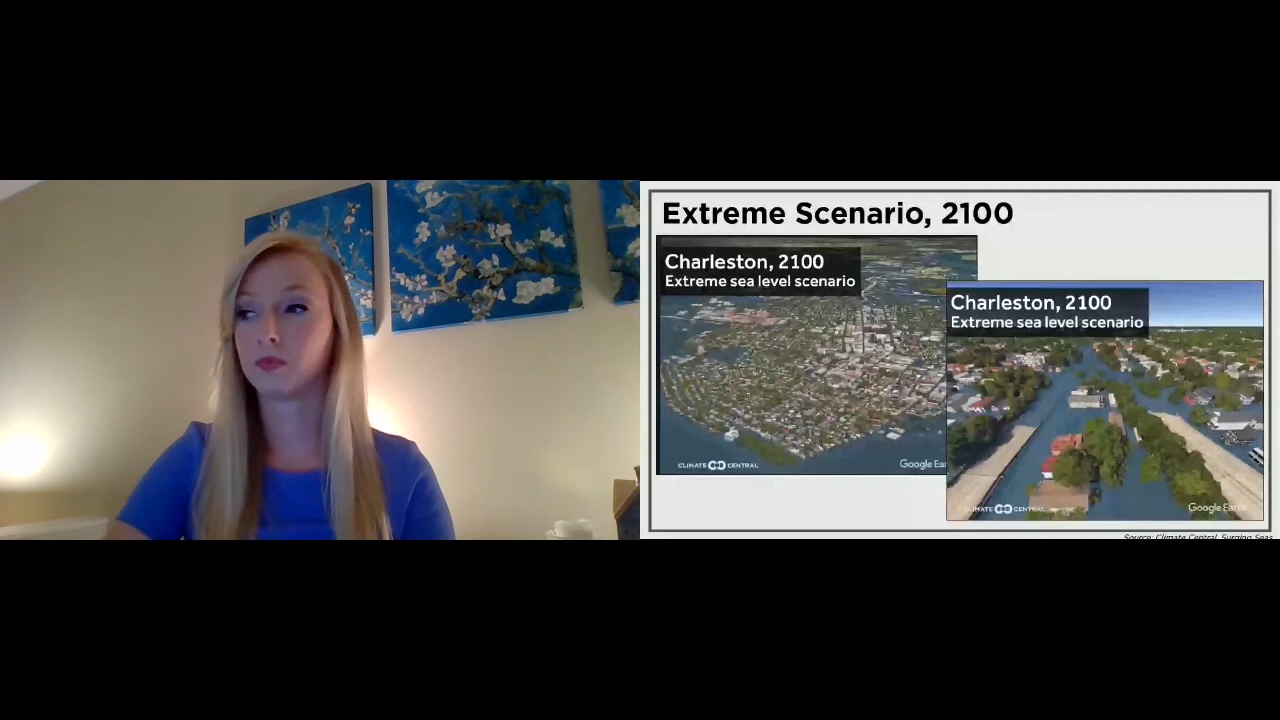 Extreme Scenario, 2100
Charleston, 2100
Extreme sea level scenario
CLIMATE CENTRAL
Google Ear
Charleston, 2100
Extreme sea level scenario
CLIMATE CENTRAL
Google Earth
Source: Climate Central, Surging Seas